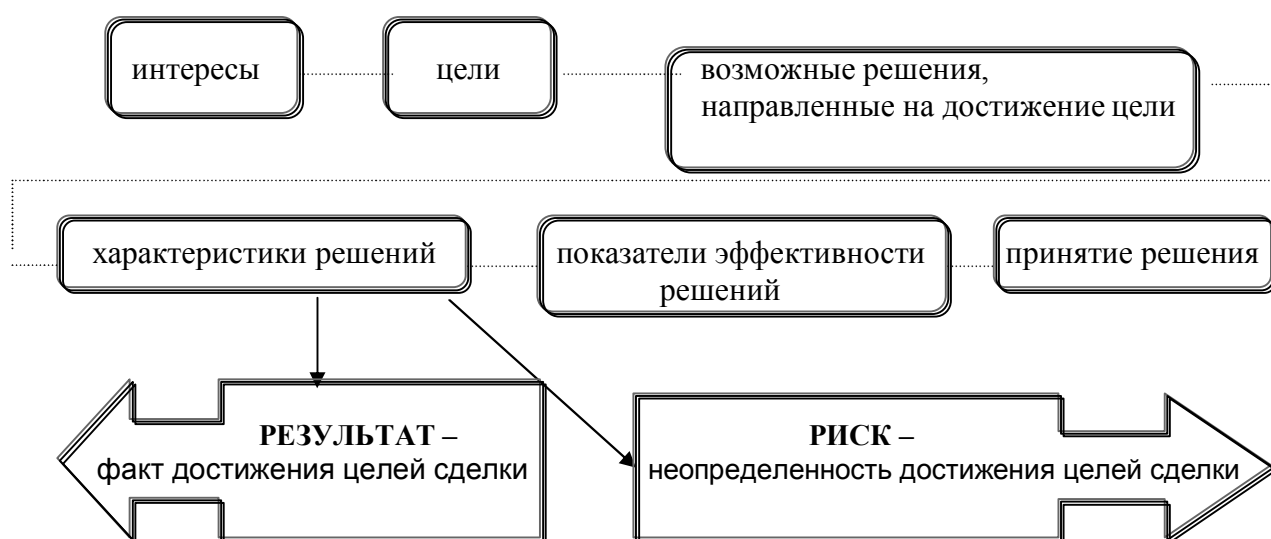 интересы
цели
возможные решения,
направленные на достижение цели
характеристики решений
показатели эффективности
решений
принятие решения
РЕЗУЛЬТАТ –
факт достижения целей сделки
РИСК –
неопределенность достижения целей сделки